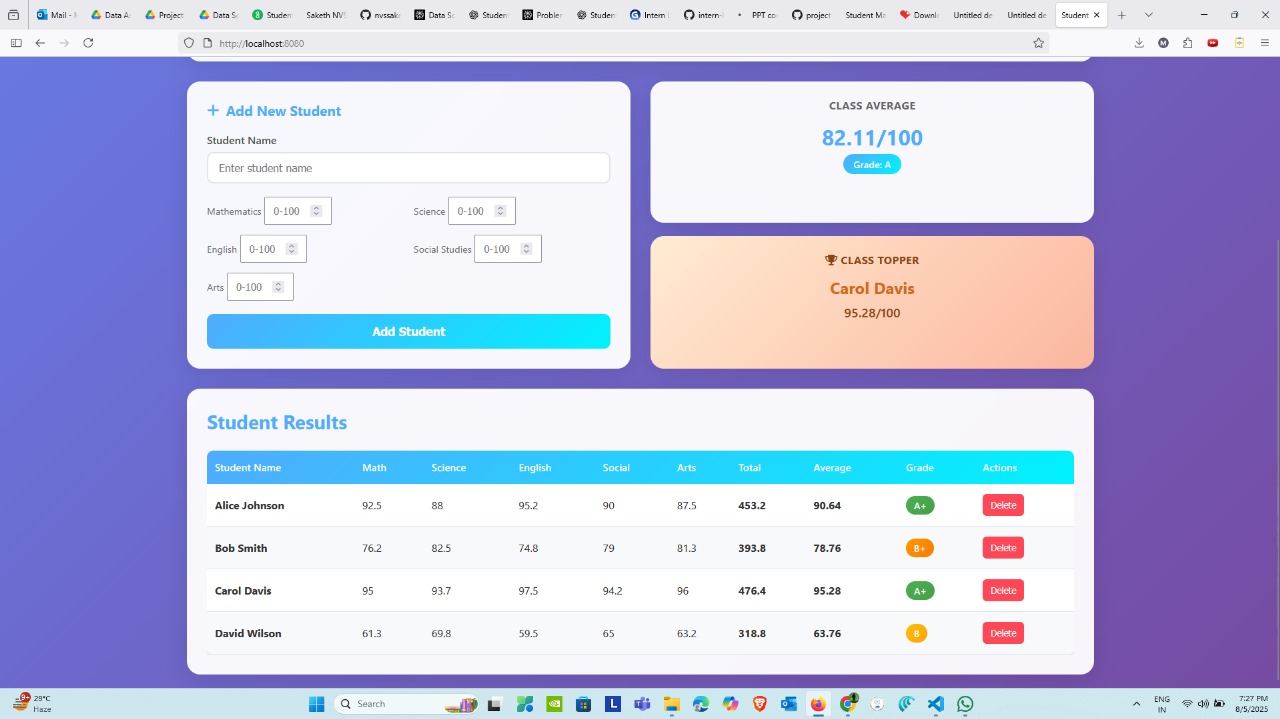 Mail - S
Data A
Project
Data S
Studen
Saketh NVS
nvssak
Data Sc
Studen
Probler
Studen
Intern D
intern-l
PPT co
project
Student Ma
Downl
Untitled de
Untitled de
Student
http://localhost:8080
Add New Student
Student Name
Enter student name
Mathematics 0-100 Science 0-100
English 0-100 Social Studies 0-100
Arts 0-100
Add Student
CLASS AVERAGE
82.11/100
Grade: A
CLASS TOPPER
Carol Davis
95.28/100
Student Results
Student Name Math Science English Social Arts Total Average Grade Actions
Alice Johnson 92.5 88 95.2 90 87.5 453.2 90.64 A+ Delete
Bob Smith 76.2 82.5 74.8 79 81.3 393.8 78.76 B+ Delete
Carol Davis 95 93.7 97.5 94.2 96 476.4 95.28 A+ Delete
David Wilson 61.3 69.8 59.5 65 63.2 318.8 63.76 B Delete
29°C
Haze
Search
ENG
IN
7:27 PM
8/5/2025